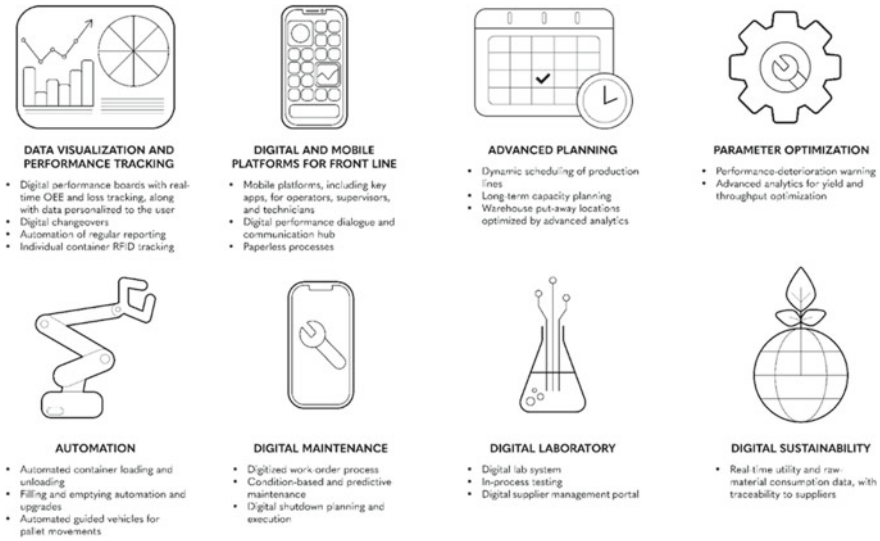 DATA VISUALIZATION AND
PERFORMANCE TRACKING
• Digital performance boards with real-
time OEE and loss tracking, along
with data personalized to the user
• Digital changeovers
• Automation of regular reporting
• Individual container RFID tracking
DIGITAL AND MOBILE
PLATFORMS FOR FRONT LINE
• Mobile platforms, including key
apps, for operators, supervisors,
and technicians
• Digital performance dialogue and
communication hub
• Paperless processes
ADVANCED PLANNING
• Dynamic scheduling of production
lines
• Long-term capacity planning
• Warehouse put-away locations
optimized by advanced analytics
PARAMETER OPTIMIZATION
• Performance-deterioration warning
• Advanced analytics for yield and
throughput optimization
AUTOMATION
• Automated container loading and
unloading
• Filling and emptying automation and
upgrades
• Automated guided vehicles for
pallet movements
DIGITAL MAINTENANCE
• Digitized work-order process
• Condition-based and predictive
maintenance
• Digital shutdown planning and
execution
DIGITAL LABORATORY
• Digital lab system
• In-process testing
• Digital supplier management portal
DIGITAL SUSTAINABILITY
• Real-time utility and raw-
material consumption data, with
traceability to suppliers